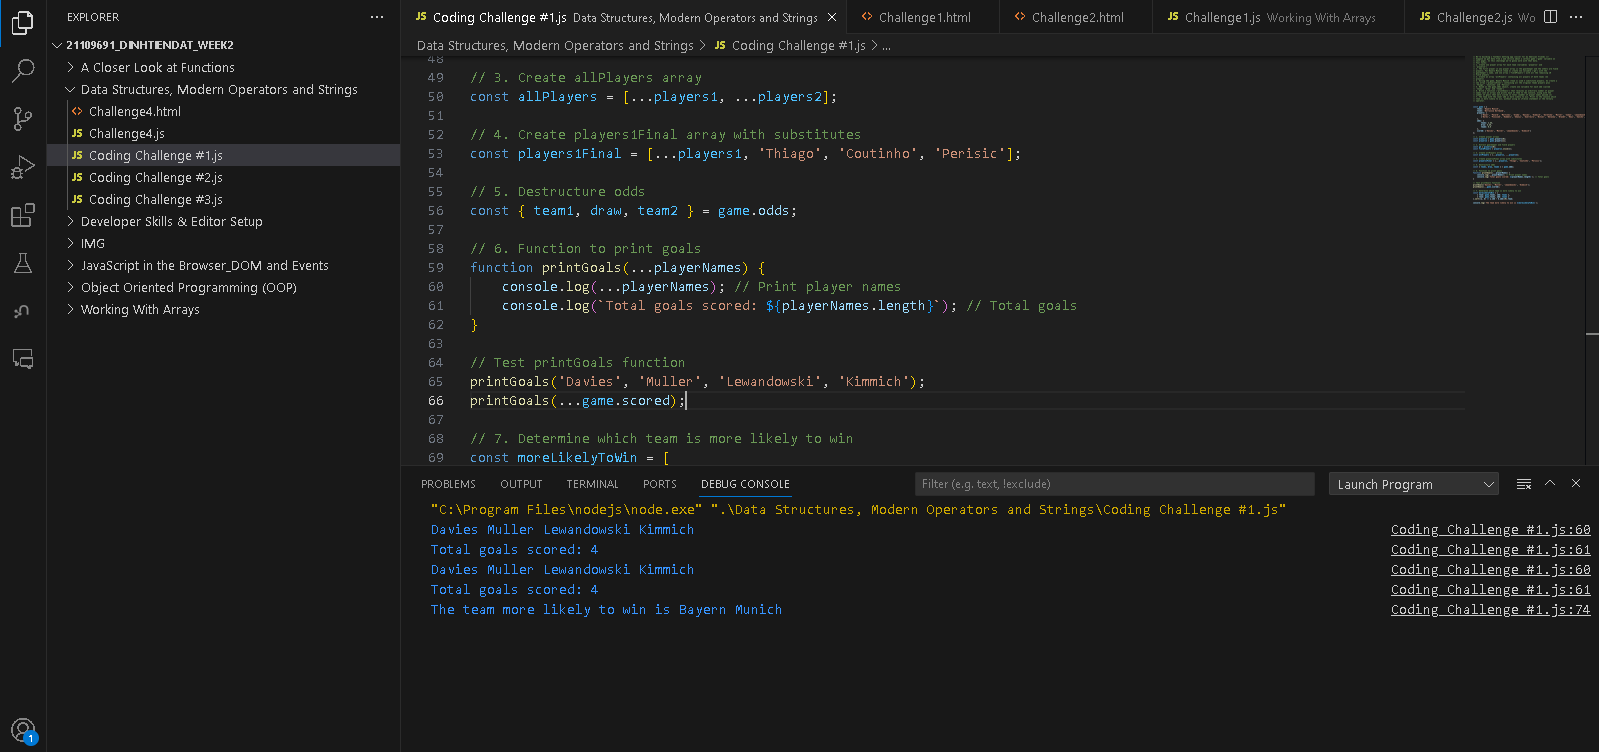 EXPLORER
21109691_DINHTIENDAT_WEEK2
A Closer Look at Functions
Data Structures, Modern Operators and Strings
Challenge4.html
JS Challenge4.js
JS Coding Challenge #1.js
JS Coding Challenge #2.js
JS Coding Challenge #3.js
Developer Skills & Editor Setup
IMG
JavaScript in the Browser_DOM and Events
Object Oriented Programming (OOP)
Working With Arrays
1
JS Coding Challenge #1.js Data Structures, Modern Operators and Strings
Challenge1.html
Challenge2.html
JS Challenge1.js Working With Arrays
JS Challenge2.js Wo
Data Structures, Modern Operators and Strings > JS Coding Challenge #1.js > ...
48
49 // 3. Create allPlayers array
50 const allPlayers = [...players1, ...players2];
51
52 // 4. Create players1Final array with substitutes
53 const players1Final = [...players1, 'Thiago', 'Coutinho', 'Perisic'];
54
55 // 5. Destructure odds
56 const { team1, draw, team2 } = game.odds;
57
58 // 6. Function to print goals
59 function printGoals(...playerNames) {
60 console.log(...playerNames); // Print player names
61 console.log(`Total goals scored: ${playerNames.length}`); // Total goals
62 }
63
64 // Test printGoals function
65 printGoals('Davies', 'Muller', 'Lewandowski', 'Kimmich');
66 printGoals(...game.scored);
67
68 // 7. Determine which team is more likely to win
69 const moreLikelyToWin = [
PROBLEMS OUTPUT TERMINAL PORTS DEBUG CONSOLE
Filter (e.g. text, !exclude)
Launch Program
"C:\Program Files\nodejs\node.exe" ".\Data Structures, Modern Operators and Strings\Coding Challenge #1.js"
Davies Muller Lewandowski Kimmich Coding Challenge #1.js:60
Total goals scored: 4 Coding Challenge #1.js:61
Davies Muller Lewandowski Kimmich Coding Challenge #1.js:60
Total goals scored: 4 Coding Challenge #1.js:61
The team more likely to win is Bayern Munich Coding Challenge #1.js:74